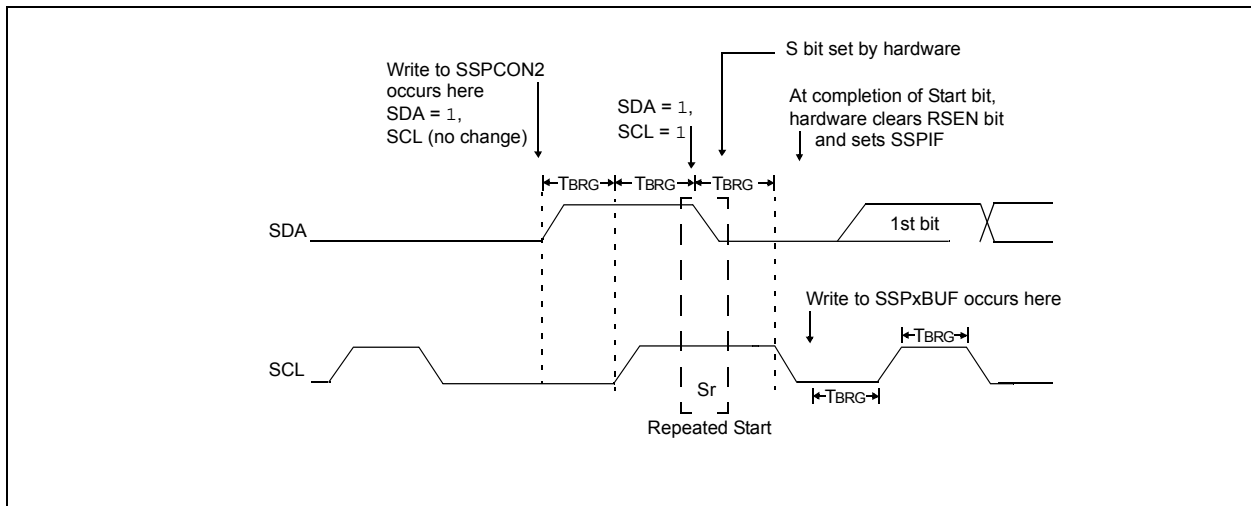 S bit set by hardware
Write to SSPCON2
occurs here
SDA = 1,
SCL (no change)
SDA = 1,
SCL = 1
At completion of Start bit,
hardware clears RSEN bit
and sets SSPIF
TBRG
TBRG
TBRG
SDA
1st bit
Write to SSPxBUF occurs here
TBRG
SCL
Sr
TBRG
Repeated Start